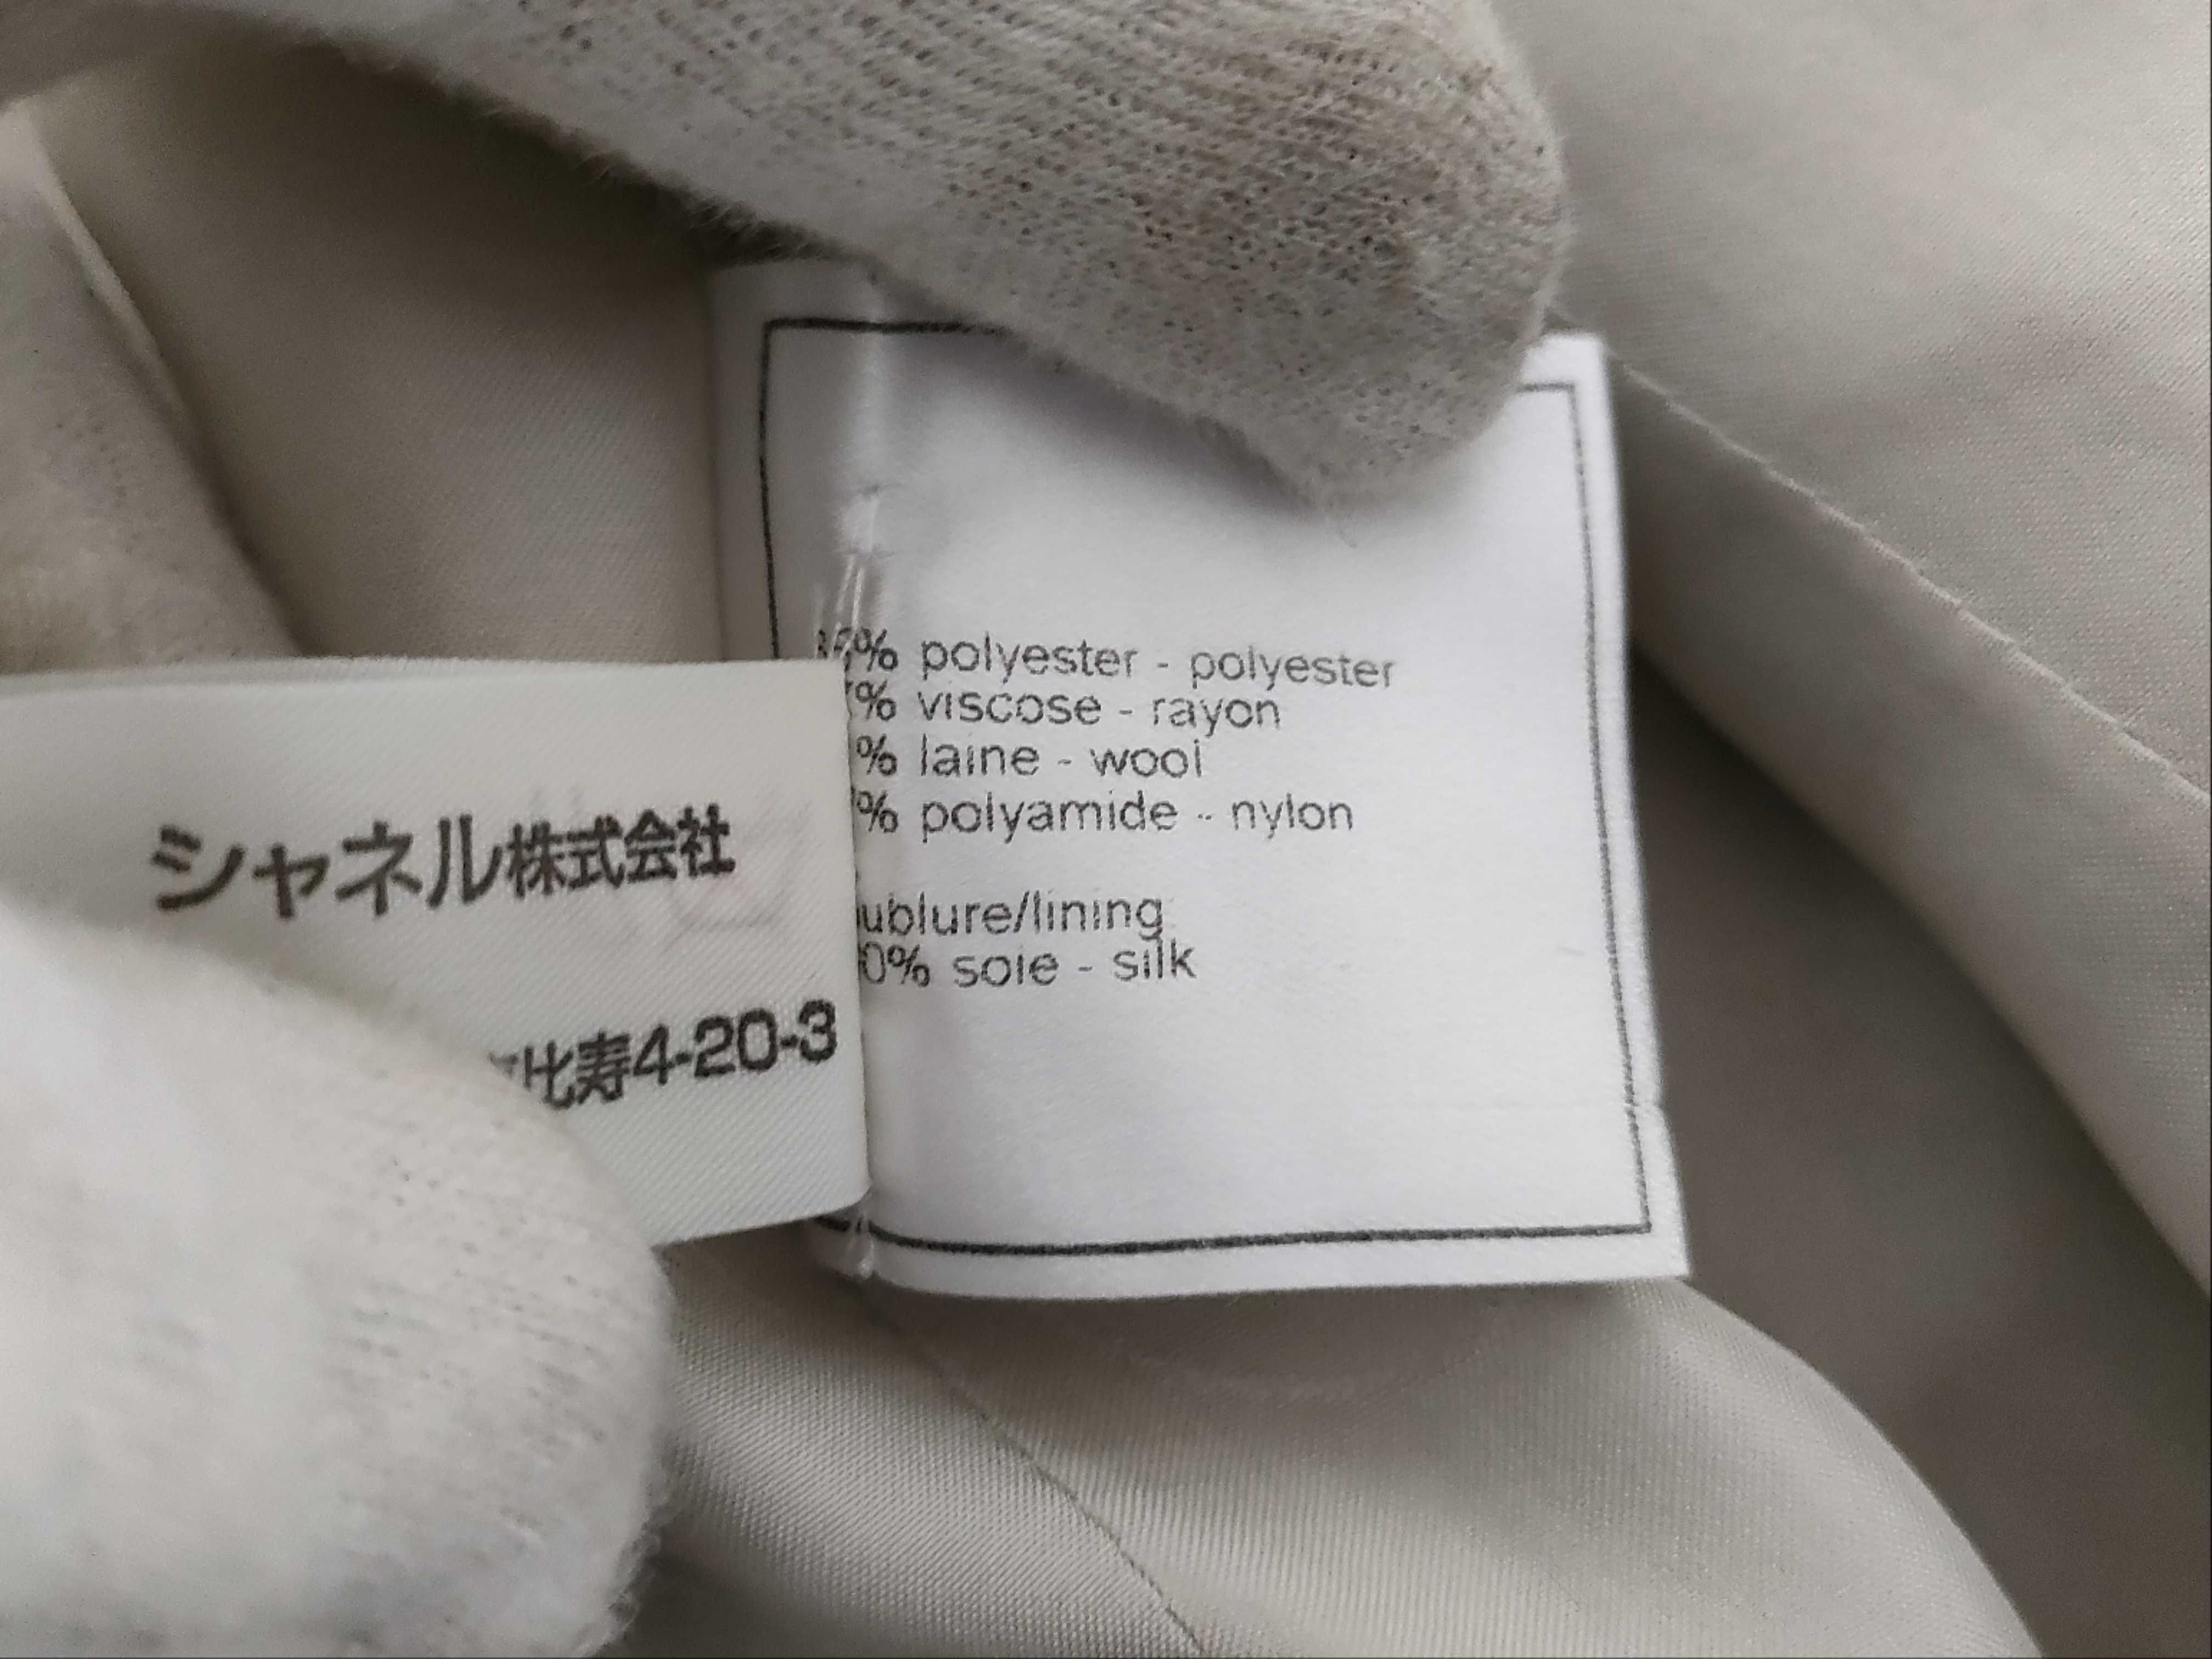 % polyester - polyester
% viscose - rayon
% laine - wool
% polyamide - nylon
ublure/lining
0% soie - silk
シャネル株式会社
比寿4-20-3